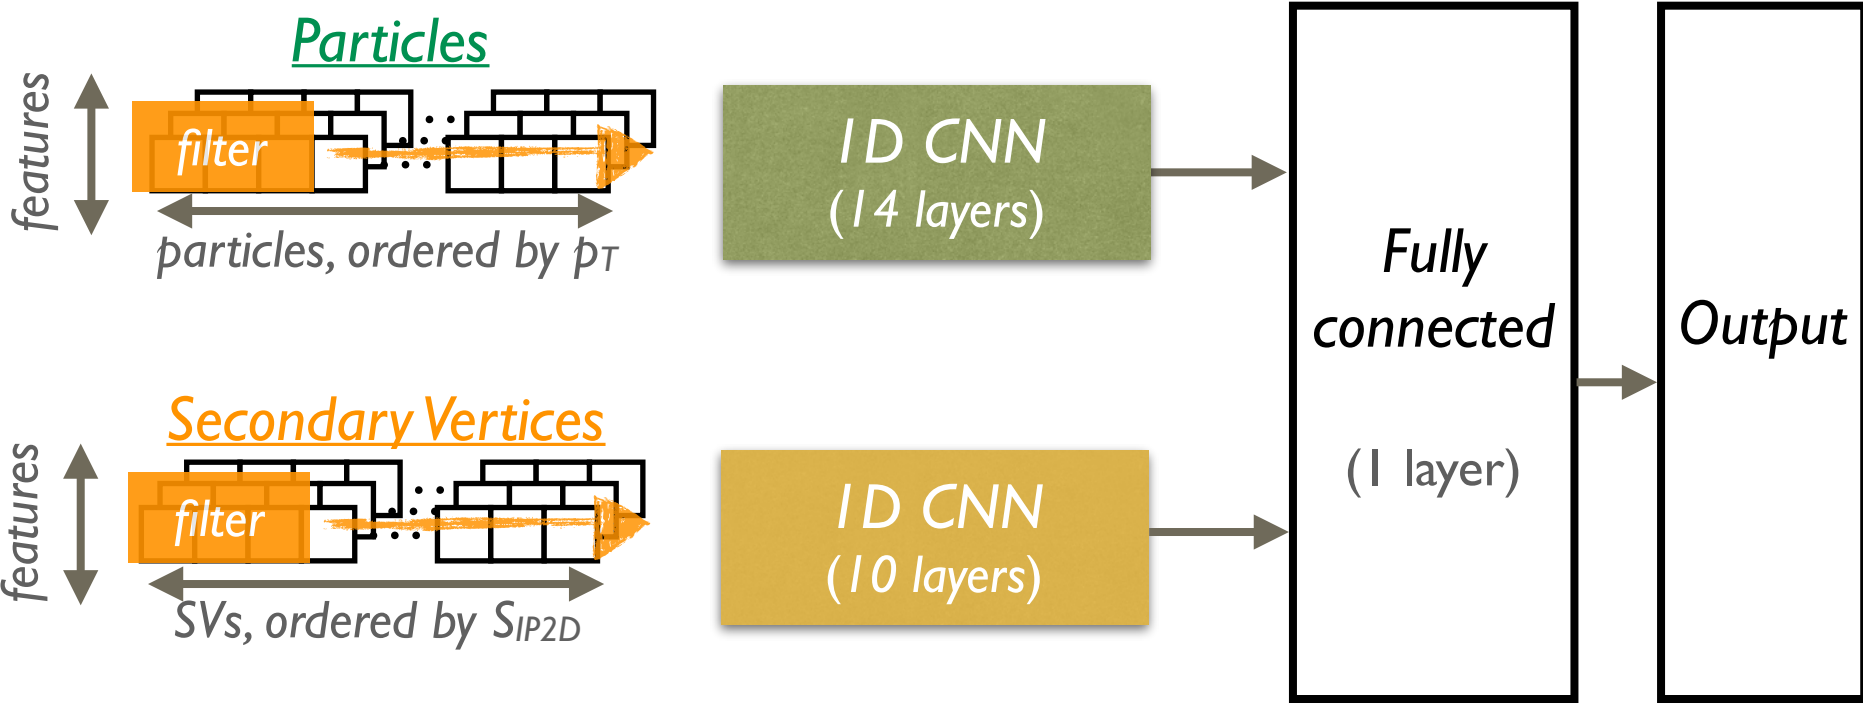 Particles
features
filter
particles, ordered by pT
1D CNN
(14 layers)
Secondary Vertices
features
filter
SVs, ordered by SIP2D
1D CNN
(10 layers)
Fully
connected
(1 layer)
Output